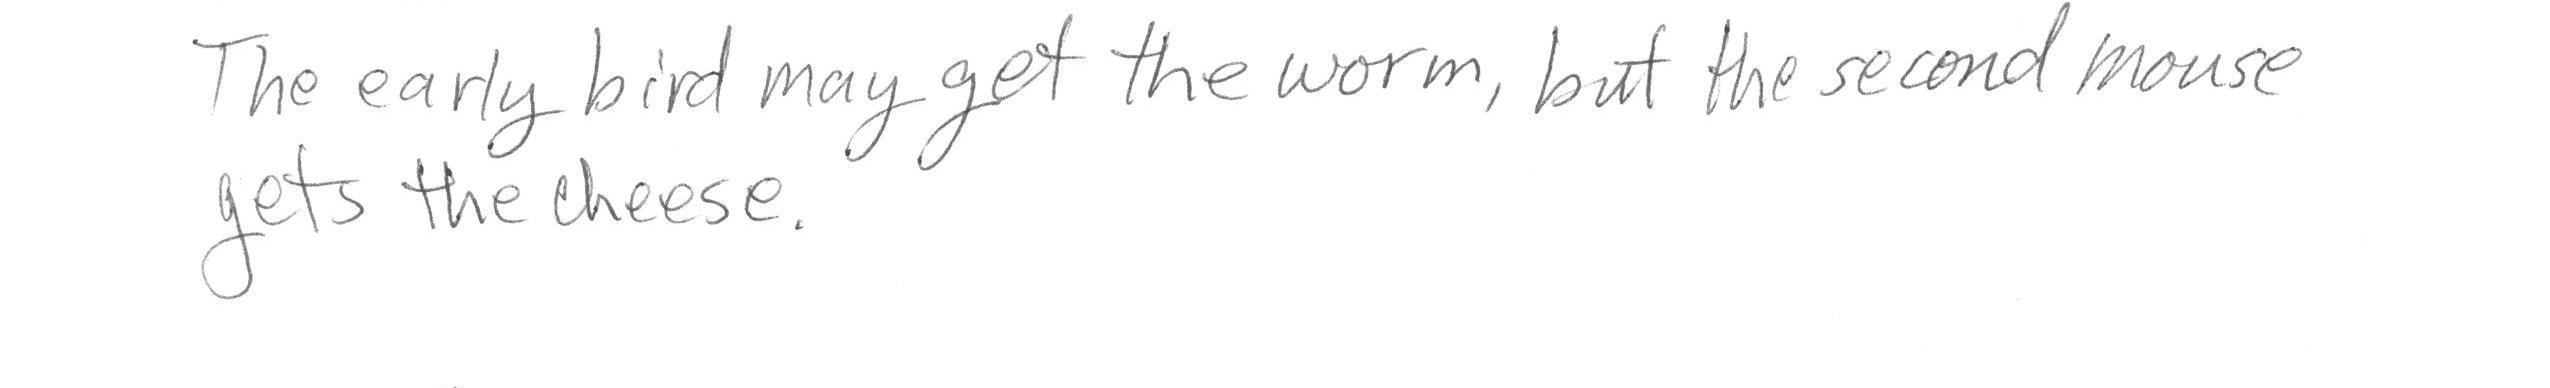 The early bird may get the worm, but the second mouse
gets the cheese.